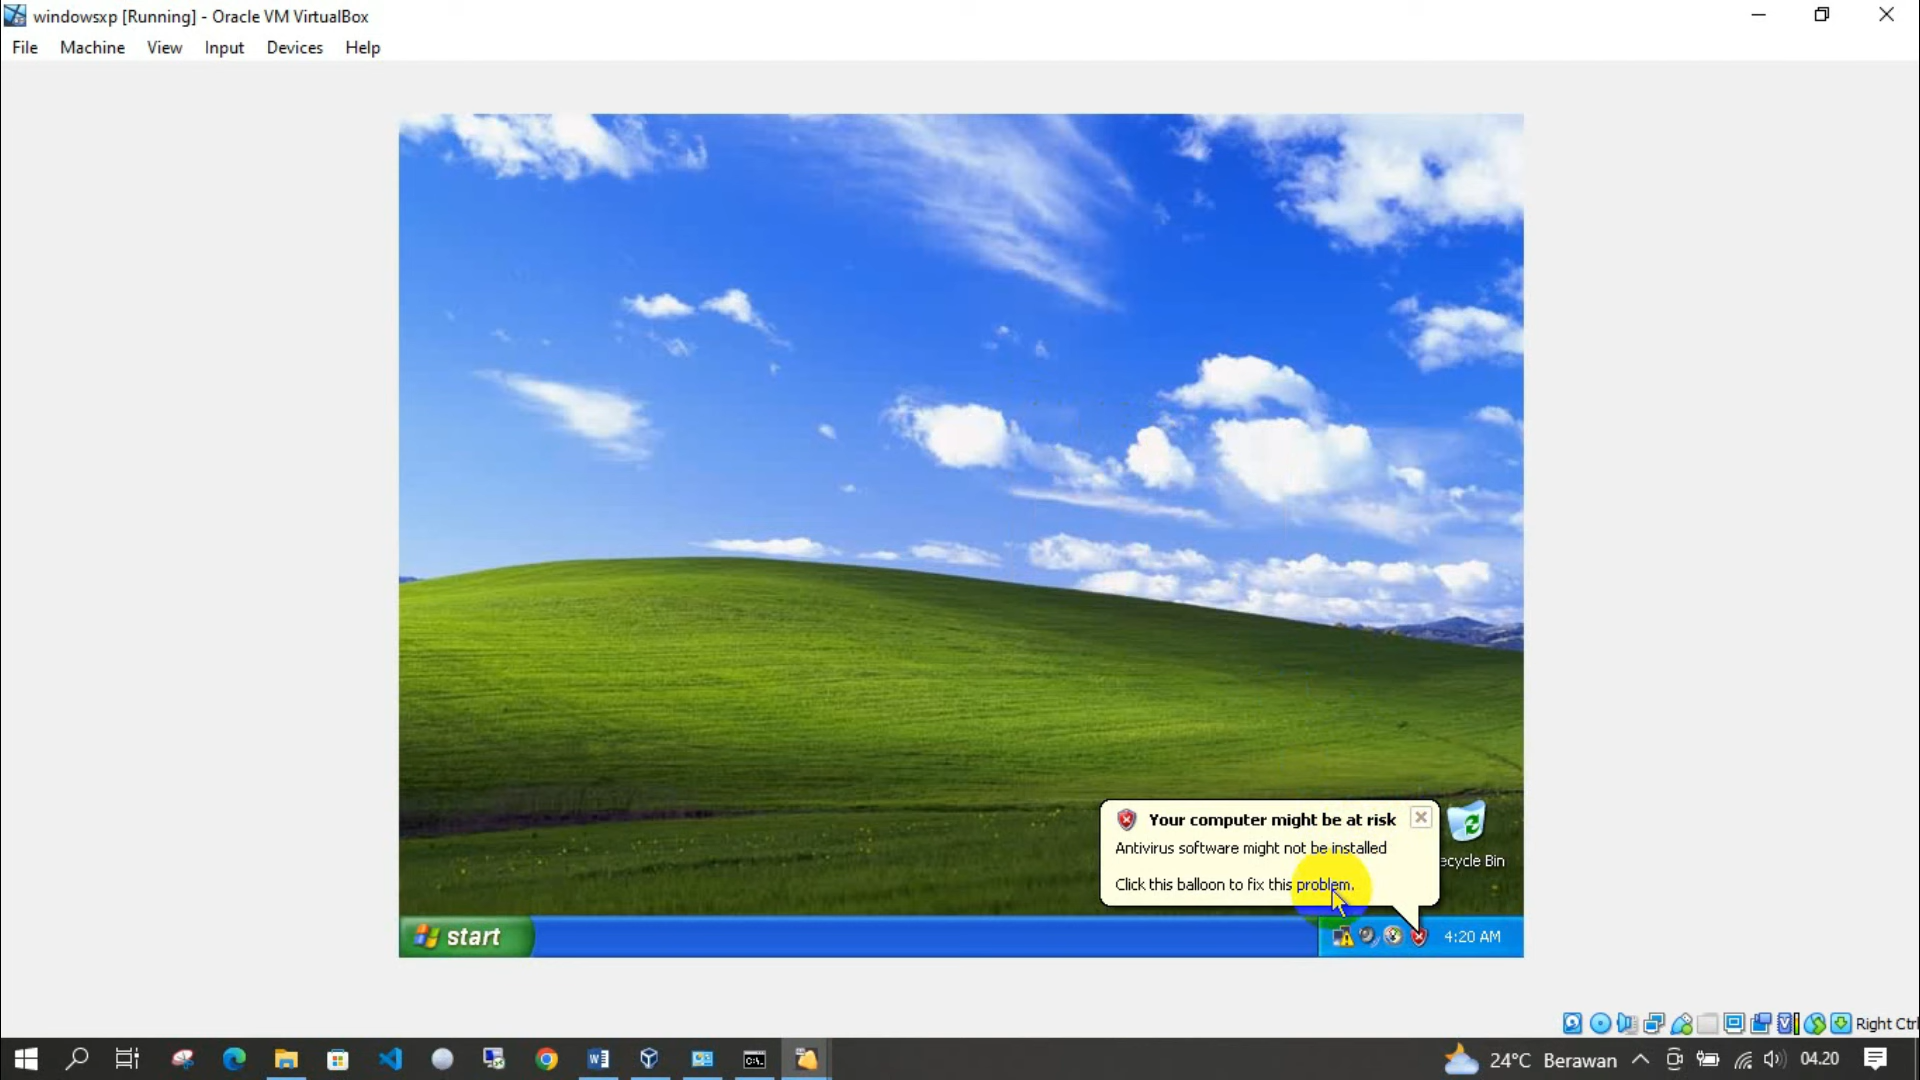 windowsxp [Running] - Oracle VM VirtualBox
File Machine View Input Devices Help
Your computer might be at risk
Antivirus software might not be installed
Click this balloon to fix this problem.
ecycle Bin
start
4:20 AM
Right Ctrl
24°C Berawan
04.20